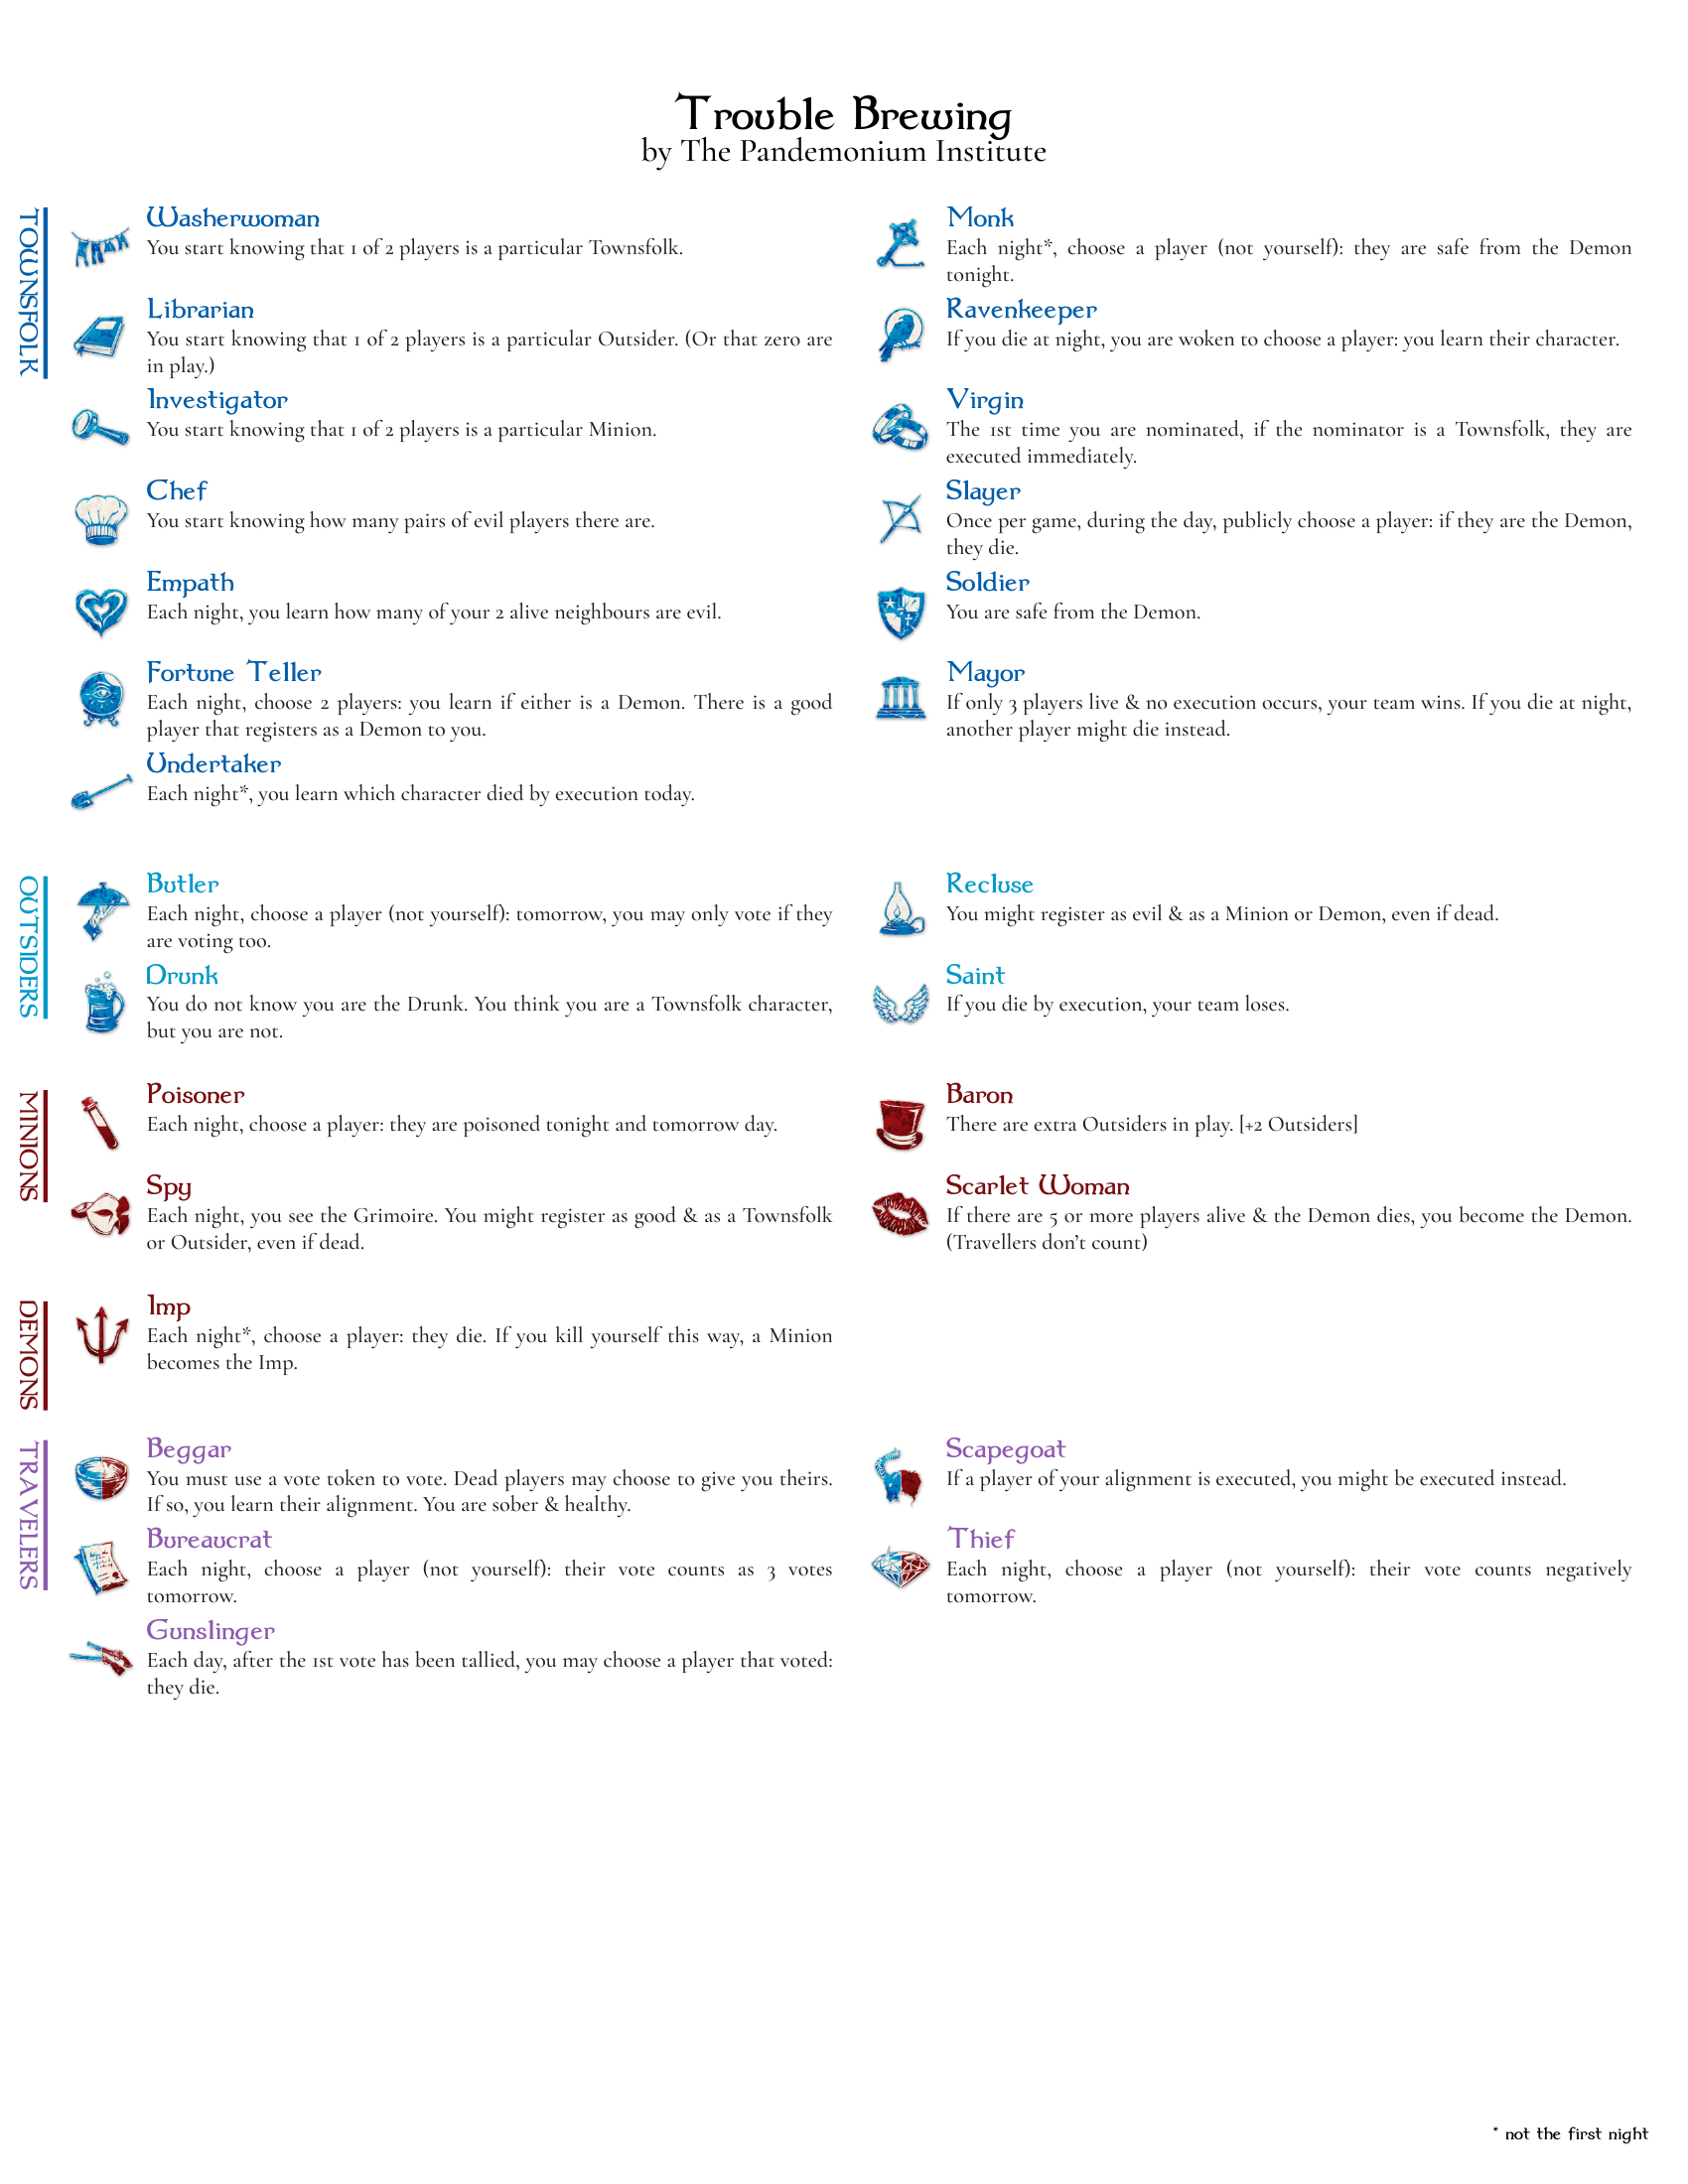 Trouble Brewing
by The Pandemonium Institute
TOWNSFOLK
Washerwoman
You start knowing that 1 of 2 players is a particular Townsfolk.
Librarian
You start knowing that 1 of 2 players is a particular Outsider. (Or that zero are
in play.)
Investigator
You start knowing that 1 of 2 players is a particular Minion.
Chef
You start knowing how many pairs of evil players there are.
Empath
Each night, you learn how many of your 2 alive neighbours are evil.
Fortune Teller
Each night, choose 2 players: you learn if either is a Demon. There is a good
player that registers as a Demon to you.
Undertaker
Each night*, you learn which character died by execution today.
Monk
Each night*, choose a player (not yourself): they are safe from the Demon
tonight.
Ravenkeeper
If you die at night, you are woken to choose a player: you learn their character.
Virgin
The 1st time you are nominated, if the nominator is a Townsfolk, they are
executed immediately.
Slayer
Once per game, during the day, publicly choose a player: if they are the Demon,
they die.
Soldier
You are safe from the Demon.
Mayor
If only 3 players live & no execution occurs, your team wins. If you die at night,
another player might die instead.
OUTSIDERS
Butler
Each night, choose a player (not yourself): tomorrow, you may only vote if they
are voting too.
Drunk
You do not know you are the Drunk. You think you are a Townsfolk character,
but you are not.
Recluse
You might register as evil & as a Minion or Demon, even if dead.
Saint
If you die by execution, your team loses.
MINIONS
Poisoner
Each night, choose a player: they are poisoned tonight and tomorrow day.
Spy
Each night, you see the Grimoire. You might register as good & as a Townsfolk
or Outsider, even if dead.
Baron
There are extra Outsiders in play. [+2 Outsiders]
Scarlet Woman
If there are 5 or more players alive & the Demon dies, you become the Demon.
(Travellers don't count)
DEMONS
Imp
Each night*, choose a player: they die. If you kill yourself this way, a Minion
becomes the Imp.
TRAVELERS
Beggar
You must use a vote token to vote. Dead players may choose to give you theirs.
If so, you learn their alignment. You are sober & healthy.
Bureaucrat
Each night, choose a player (not yourself): their vote counts as 3 votes
tomorrow.
Gunslinger
Each day, after the 1st vote has been tallied, you may choose a player that voted:
they die.
Scapegoat
If a player of your alignment is executed, you might be executed instead.
Thief
Each night, choose a player (not yourself): their vote counts negatively
tomorrow.
* not the first night